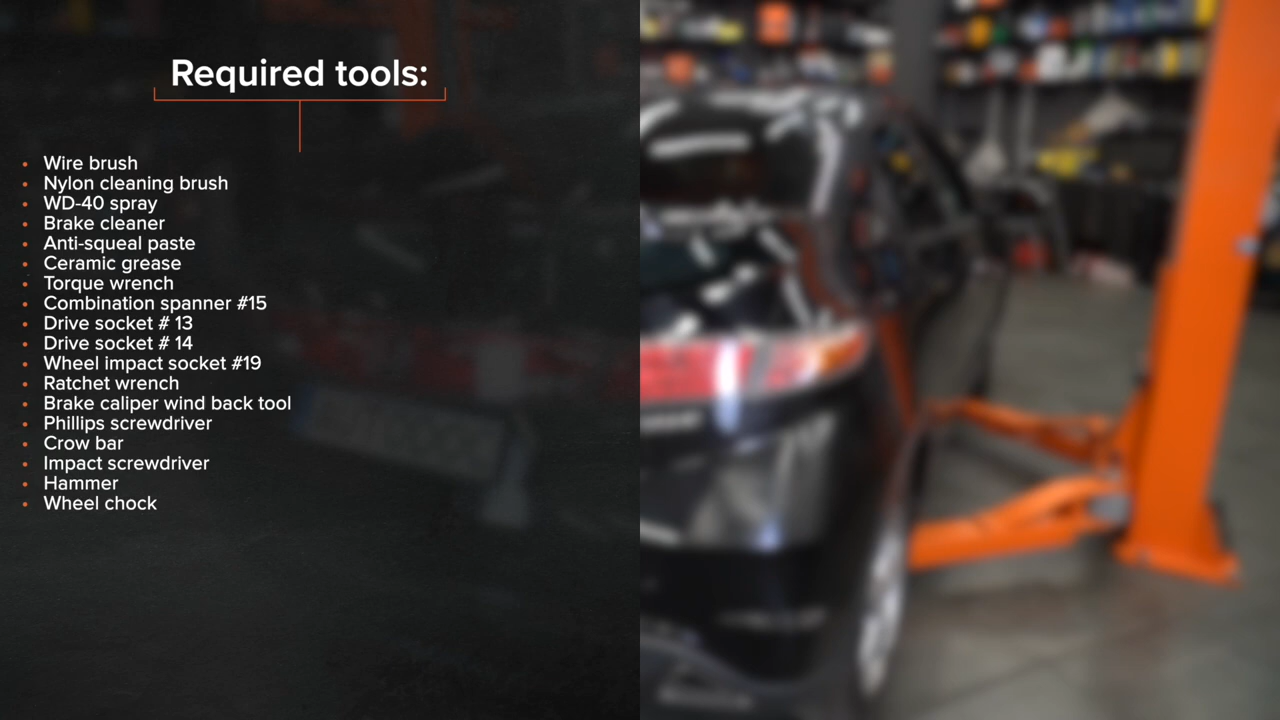 Required tools:
• Wire brush
• Nylon cleaning brush
• WD-40 spray
• Brake cleaner
• Anti-squeal paste
• Ceramic grease
• Torque wrench
• Combination spanner #15
• Drive socket # 13
• Drive socket # 14
• Wheel impact socket #19
• Ratchet wrench
• Brake caliper wind back tool
• Phillips screwdriver
• Crow bar
• Impact screwdriver
• Hammer
• Wheel chock